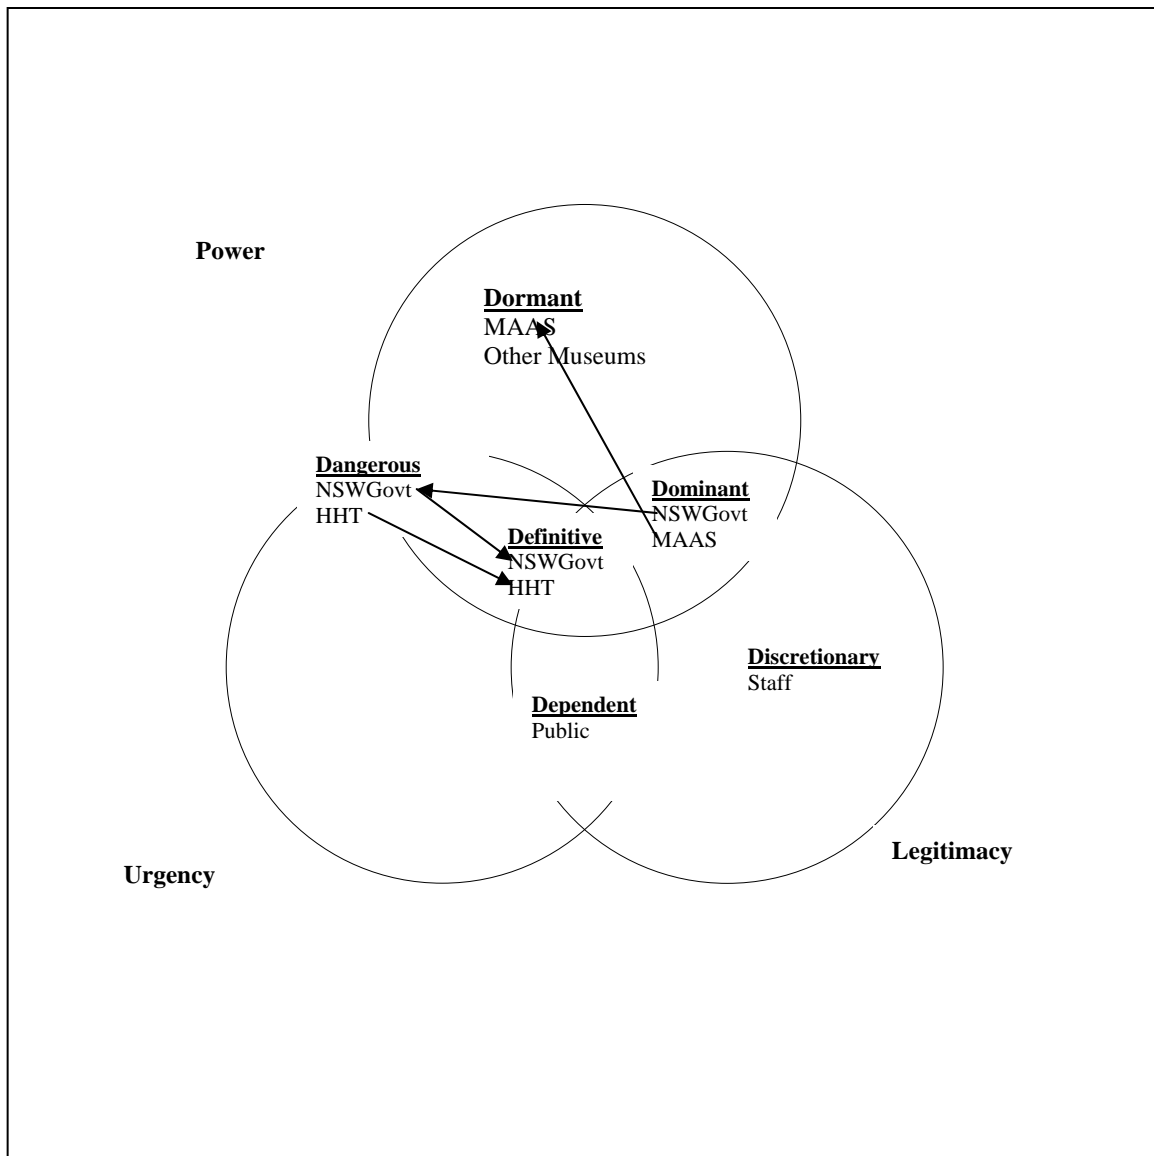 Power
Dormant
MAAS
Other Museums
Dangerous
NSWGovt
HHT
Dominant
NSWGovt
MAAS
Definitive
NSWGovt
HHT
Discretionary
Staff
Dependent
Public
Legitimacy
Urgency